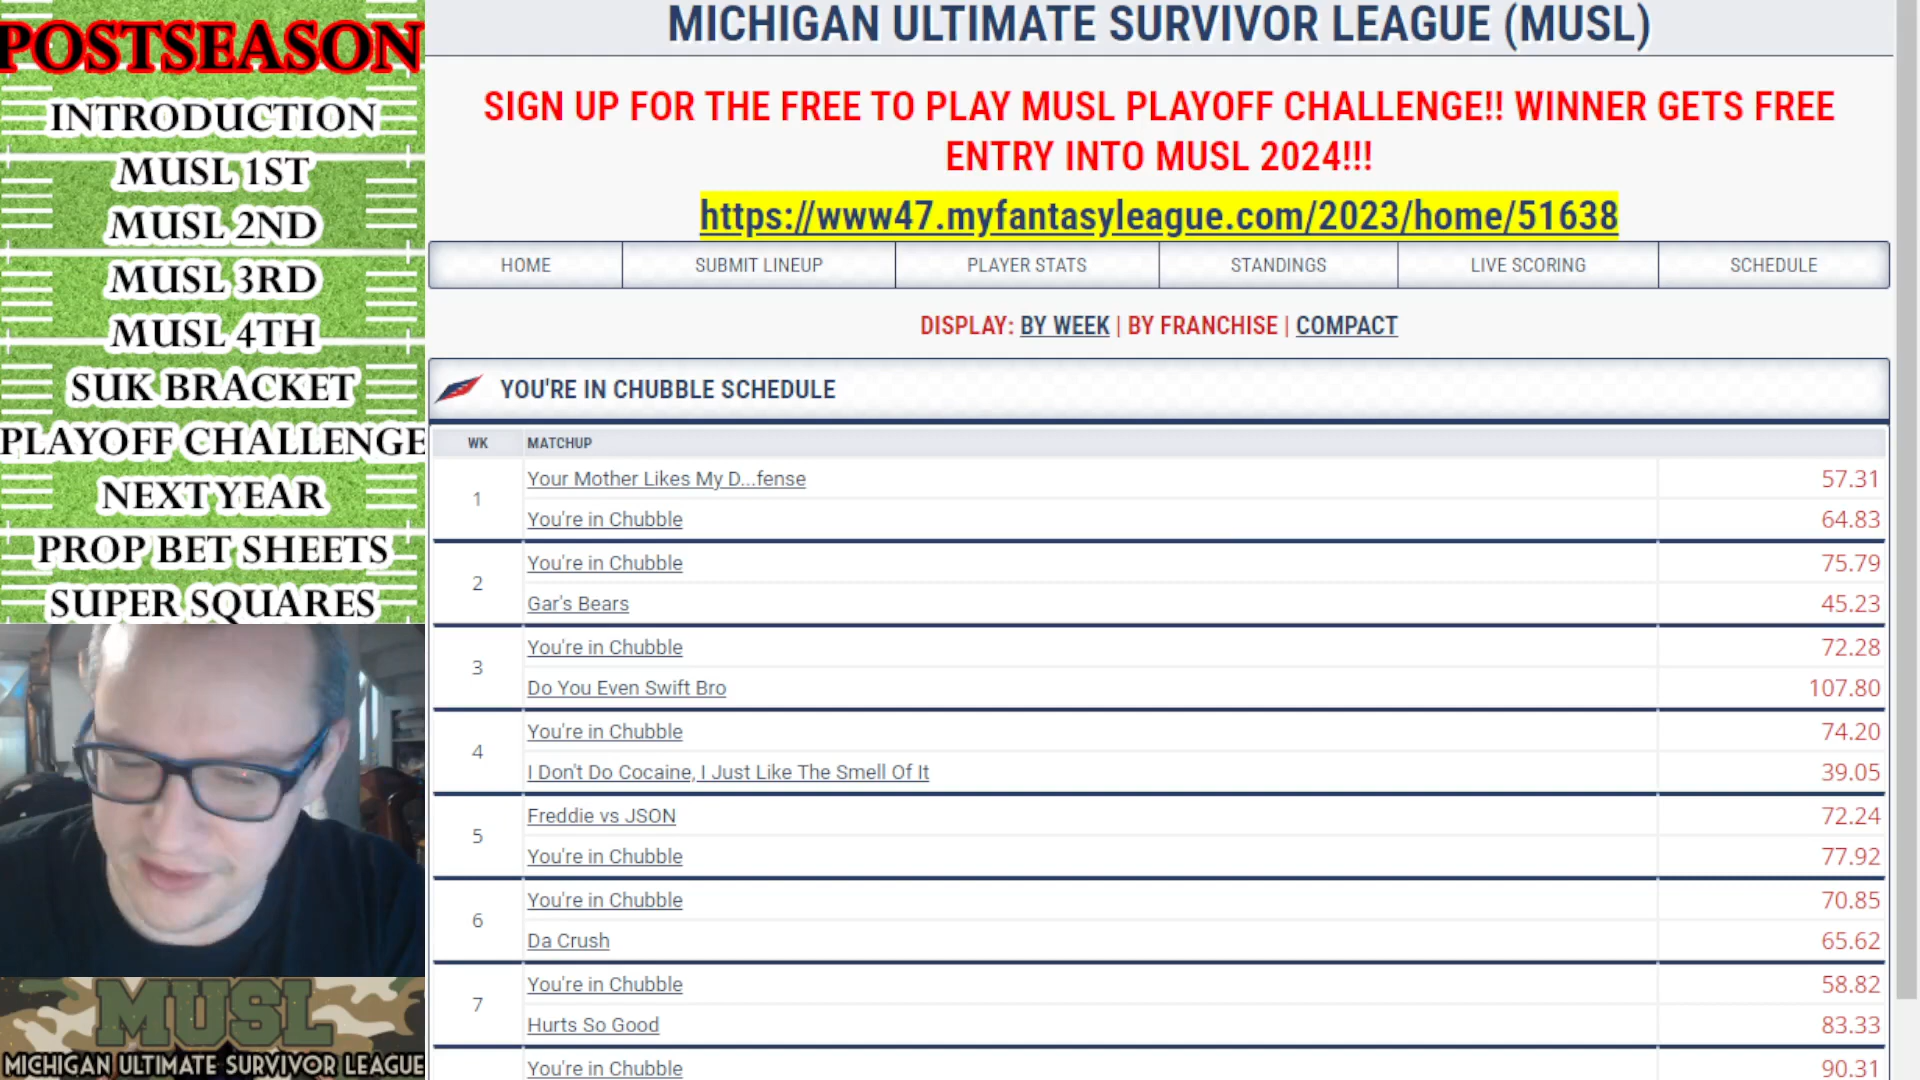 POSTSEASON
INTRODUCTION
MUSL 1ST
MUSL 2ND
MUSL 3RD
MUSL 4TH
SUK BRACKET
PLAYOFF CHALLENGE
NEXT YEAR
PROP BET SHEETS
SUPER SQUARES
MUSL
MICHIGAN ULTIMATE SURVIVOR LEAGUE
MICHIGAN ULTIMATE SURVIVOR LEAGUE (MUSL)
SIGN UP FOR THE FREE TO PLAY MUSL PLAYOFF CHALLENGE!! WINNER GETS FREE
ENTRY INTO MUSL 2024!!!
https://www47.myfantasyleague.com/2023/home/51638
HOME SUBMIT LINEUP PLAYER STATS STANDINGS LIVE SCORING SCHEDULE
DISPLAY: BY WEEK | BY FRANCHISE | COMPACT
YOU'RE IN CHUBBLE SCHEDULE
WK MATCHUP
1
Your Mother Likes My D...fense 57.31
You're in Chubble 64.83
2
You're in Chubble 75.79
Gar's Bears 45.23
3
You're in Chubble 72.28
Do You Even Swift Bro 107.80
4
You're in Chubble 74.20
I Don't Do Cocaine, I Just Like The Smell Of It 39.05
5
Freddie vs JSON 72.24
You're in Chubble 77.92
6
You're in Chubble 70.85
Da Crush 65.62
7
You're in Chubble 58.82
Hurts So Good 83.33
You're in Chubble 90.31